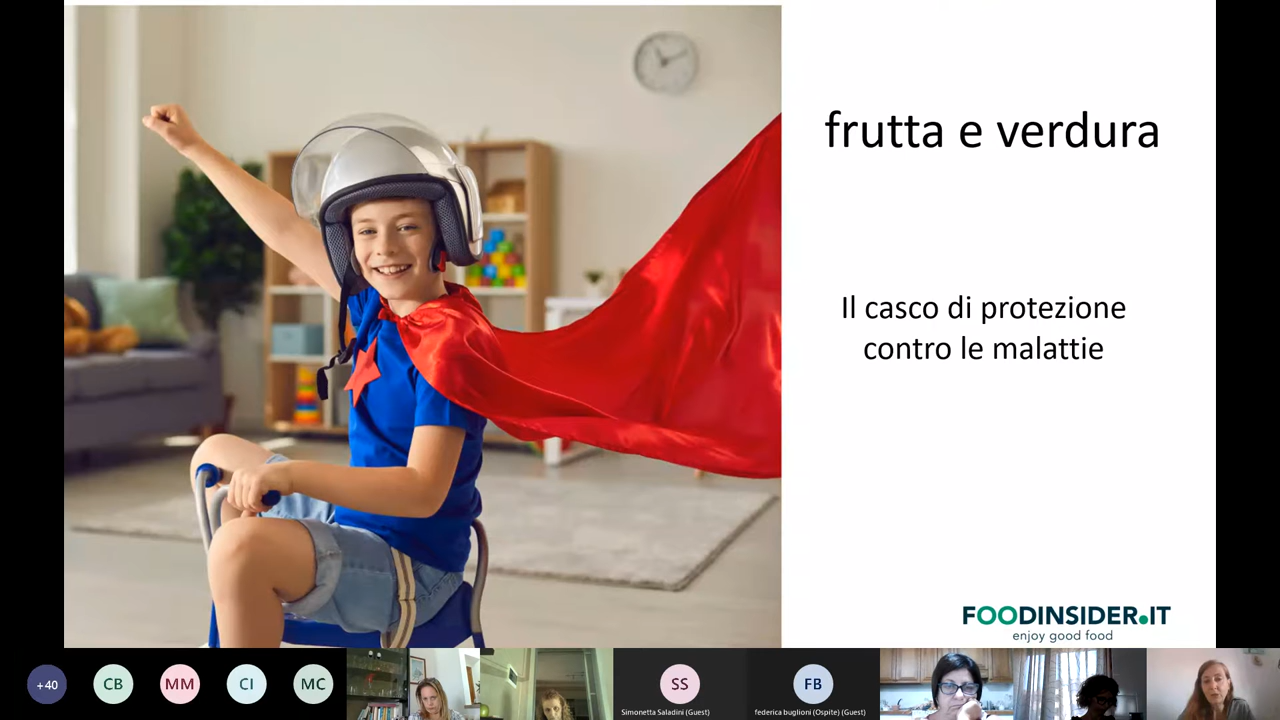 frutta e verdura
Il casco di protezione
contro le malattie
FOODINSIDER.IT
enjoy good food
+40
CB
MM
CI
MC
SS
FB
Simonetta Saladini (Guest)
federica buglioni (Ospite) (Guest)